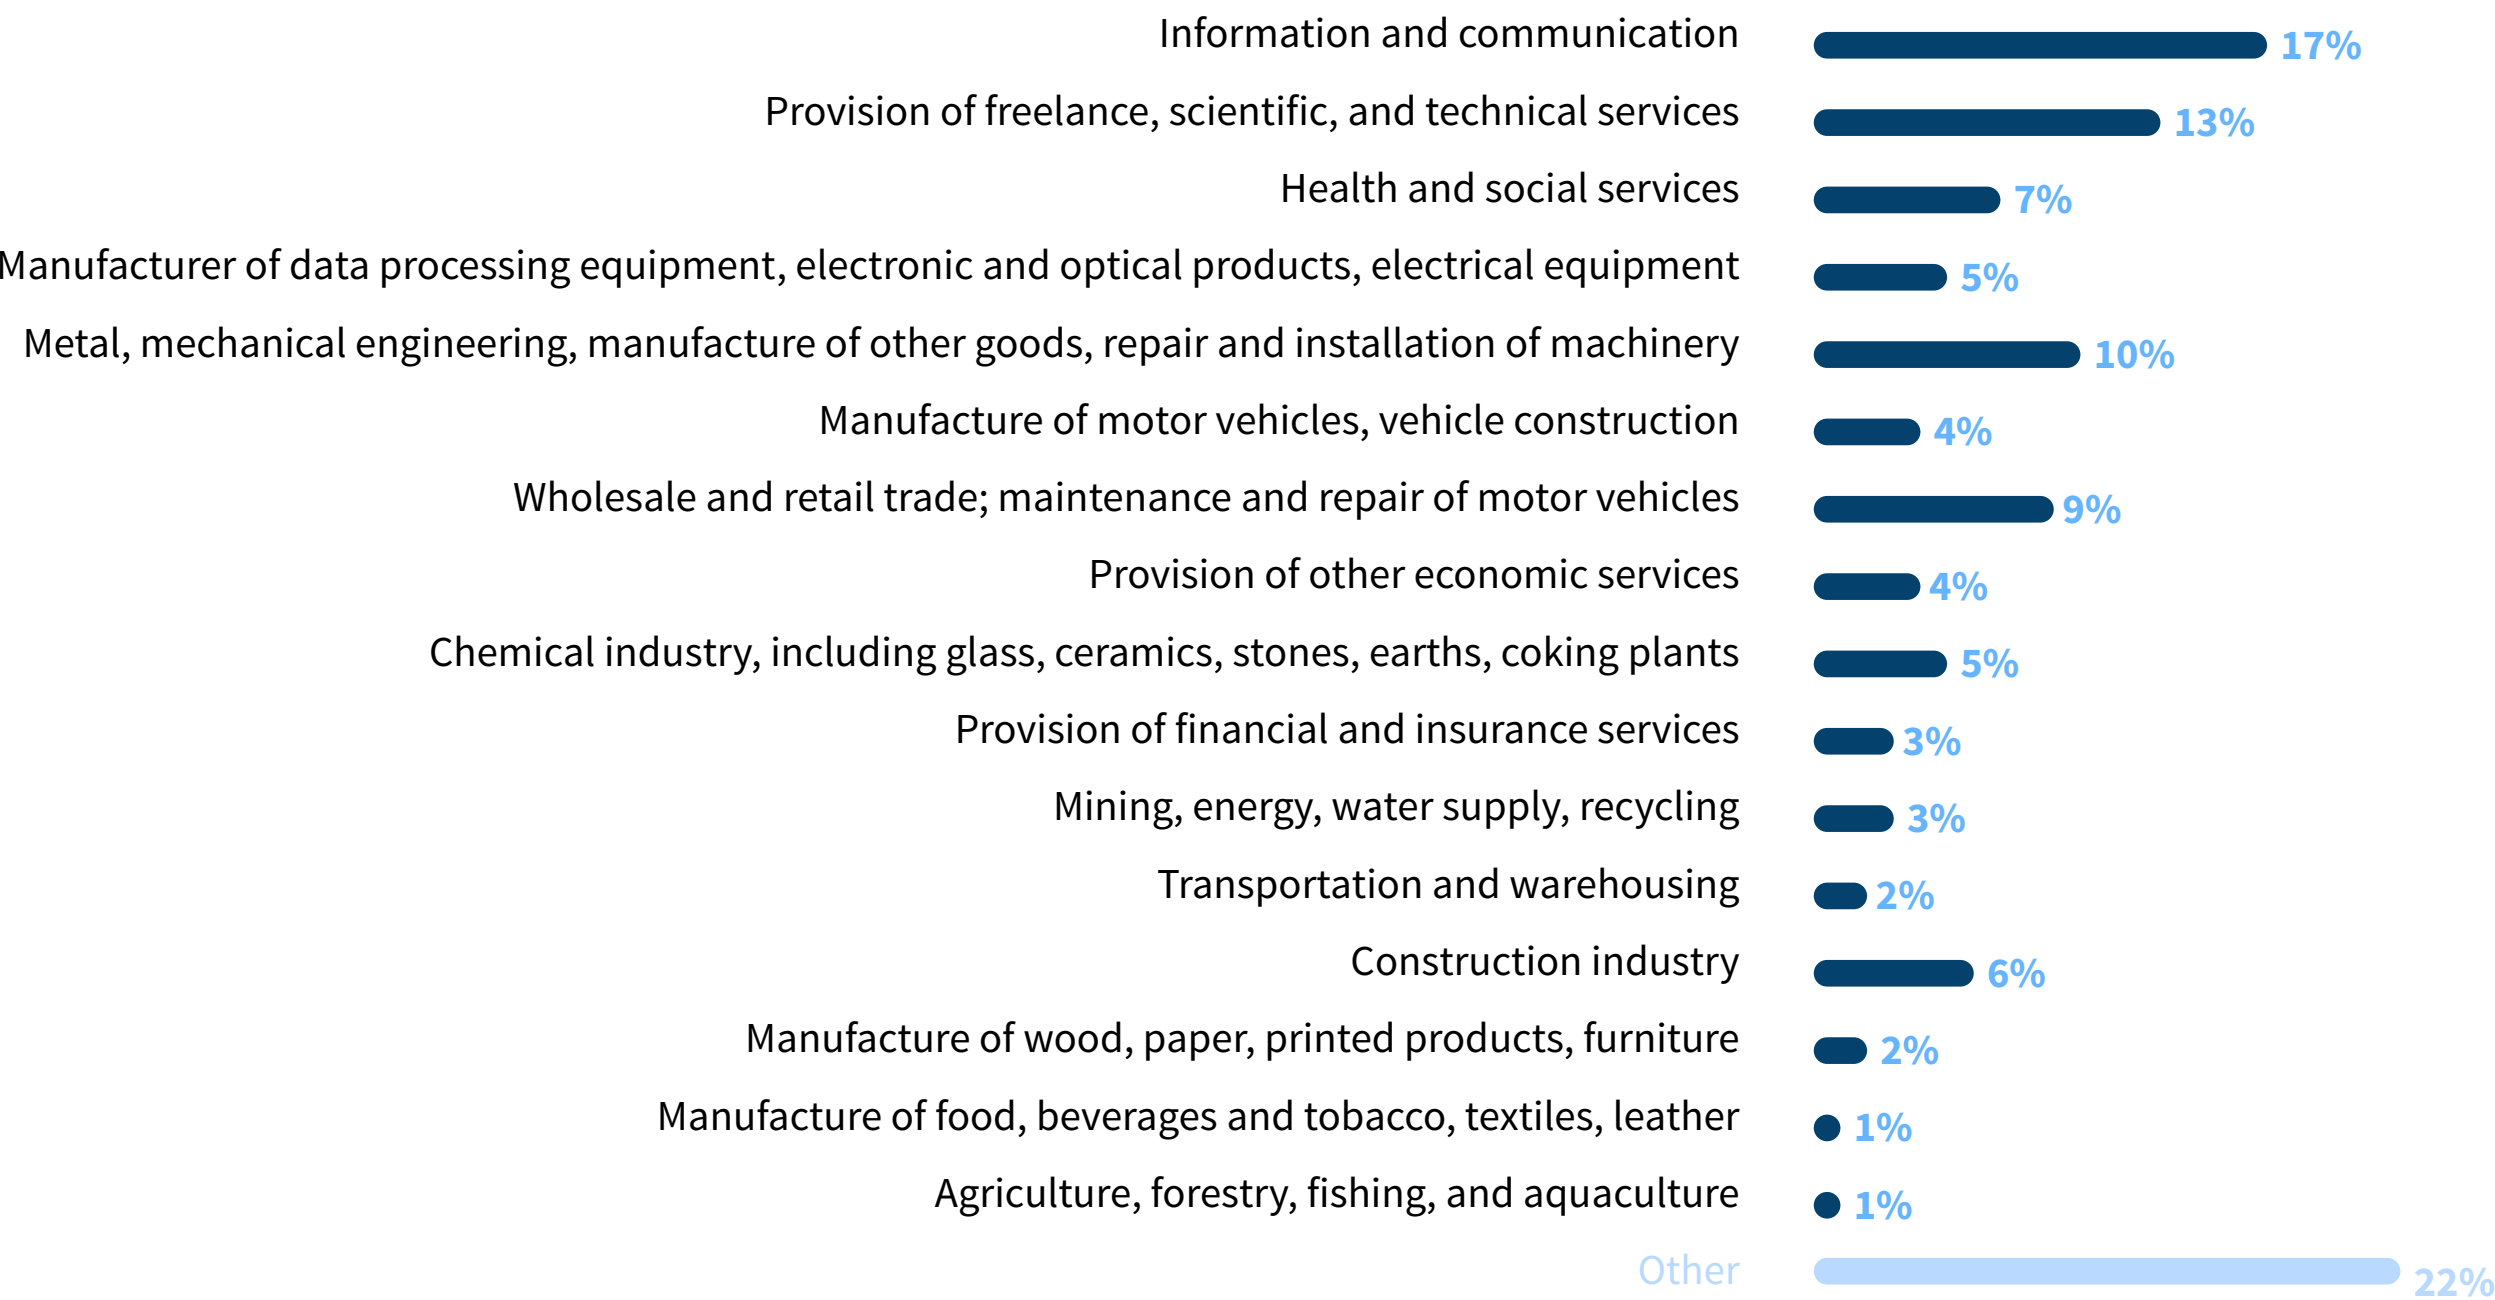 Information and communication 17%
Provision of freelance, scientific, and technical services 13%
Health and social services 7%
Manufacturer of data processing equipment, electronic and optical products, electrical equipment 5%
Metal, mechanical engineering, manufacture of other goods, repair and installation of machinery 10%
Manufacture of motor vehicles, vehicle construction 4%
Wholesale and retail trade; maintenance and repair of motor vehicles 9%
Provision of other economic services 4%
Chemical industry, including glass, ceramics, stones, earths, coking plants 5%
Provision of financial and insurance services 3%
Mining, energy, water supply, recycling 3%
Transportation and warehousing 2%
Construction industry 6%
Manufacture of wood, paper, printed products, furniture 2%
Manufacture of food, beverages and tobacco, textiles, leather 1%
Agriculture, forestry, fishing, and aquaculture 1%
Other 22%